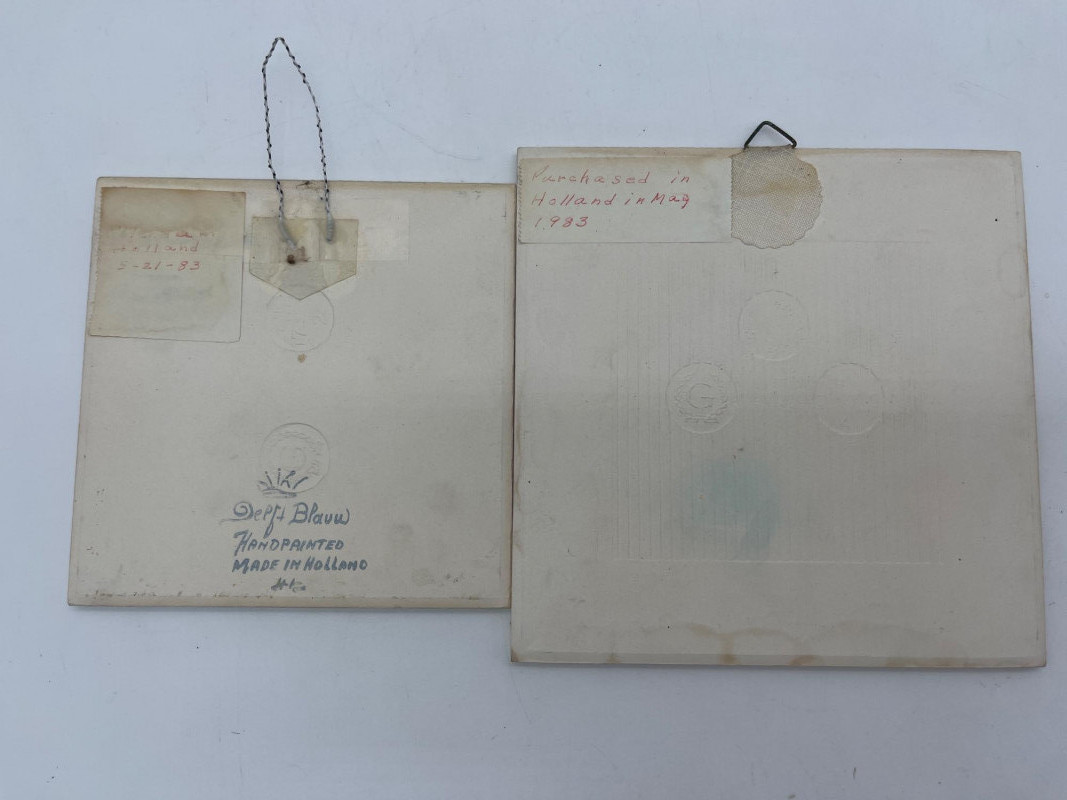 Holland
5-21-83
Delft Blauw
HANDPAINTED
MADE IN HOLLAND
Purchased in
Holland in May
1983
G